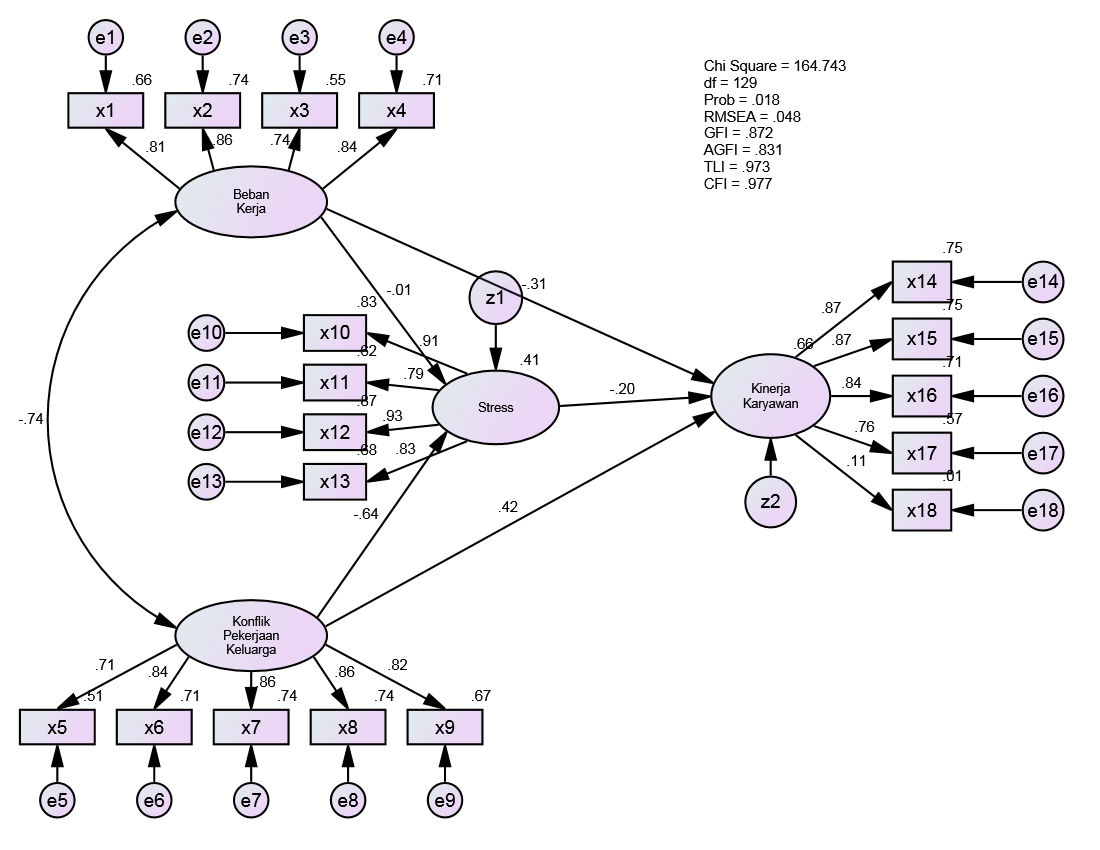 e1
e2
e3
e4
.66
.74
.55
.71
x1
x2
x3
x4
.81
.86
.74
.84
Beban
Kerja
Chi Square = 164.743
df = 129
Prob = .018
RMSEA = .048
GFI = .872
AGFI = .831
TLI = .973
CFI = .977
-.01
z1
-.31
.83
e10
x10
.91
.62
e11
x11
.79
.87
e12
x12
.93
.68
e13
x13
.83
.41
Stress
-.20
-.74
-.64
.42
.66
Kinerja
Karyawan
z2
.75
.87
x14
e14
.75
.87
x15
e15
.71
.84
x16
e16
.57
.76
x17
e17
.01
.11
x18
e18
Konflik
Pekerjaan
Keluarga
.71
.84
.86
.86
.82
.51
.71
.74
.74
.67
x5
x6
x7
x8
x9
e5
e6
e7
e8
e9